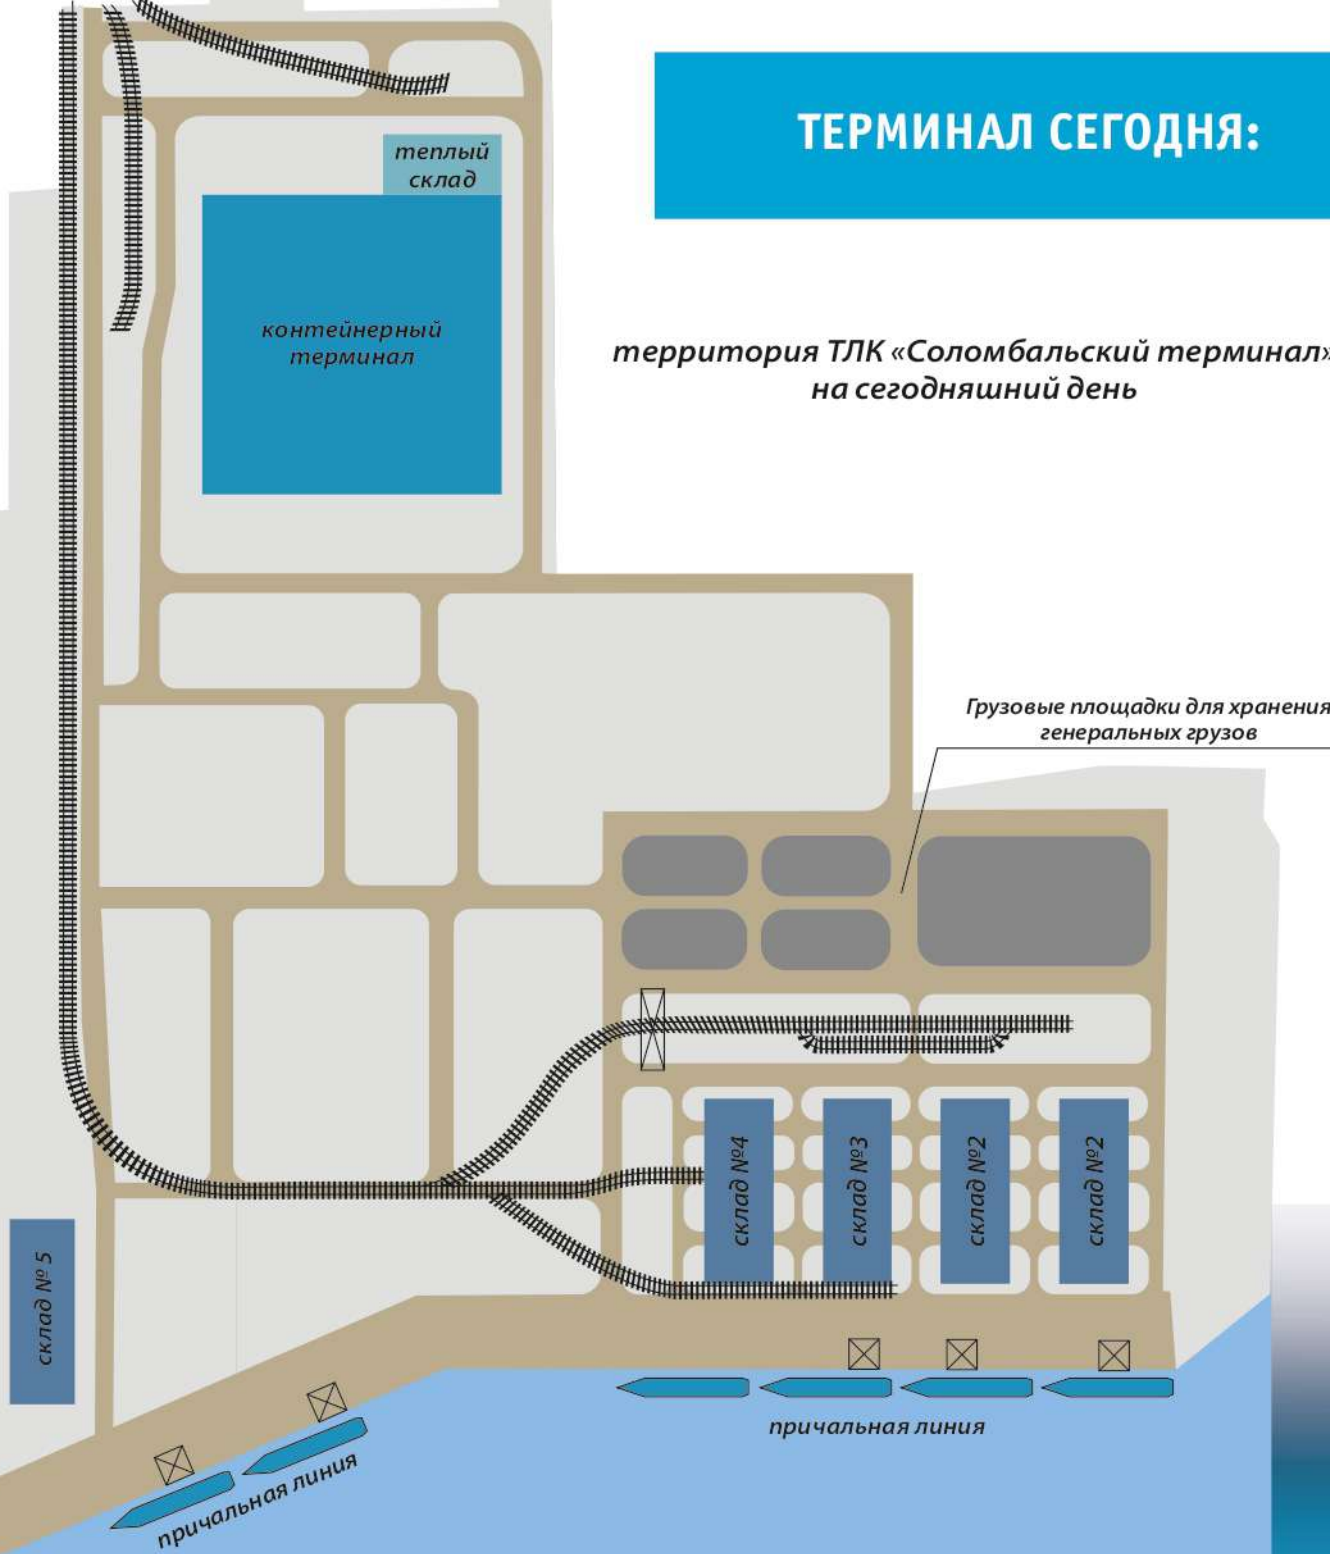 ТЕРМИНАЛ СЕГОДНЯ:
теплый
склад
контейнерный
терминал
территория ТЛК «Соломбальский терминал»
на сегодняшний день
Грузовые площадки для хранения
генеральных грузов
склад №4
склад №3
склад №2
склад №2
склад № 5
причальная линия
причальная линия